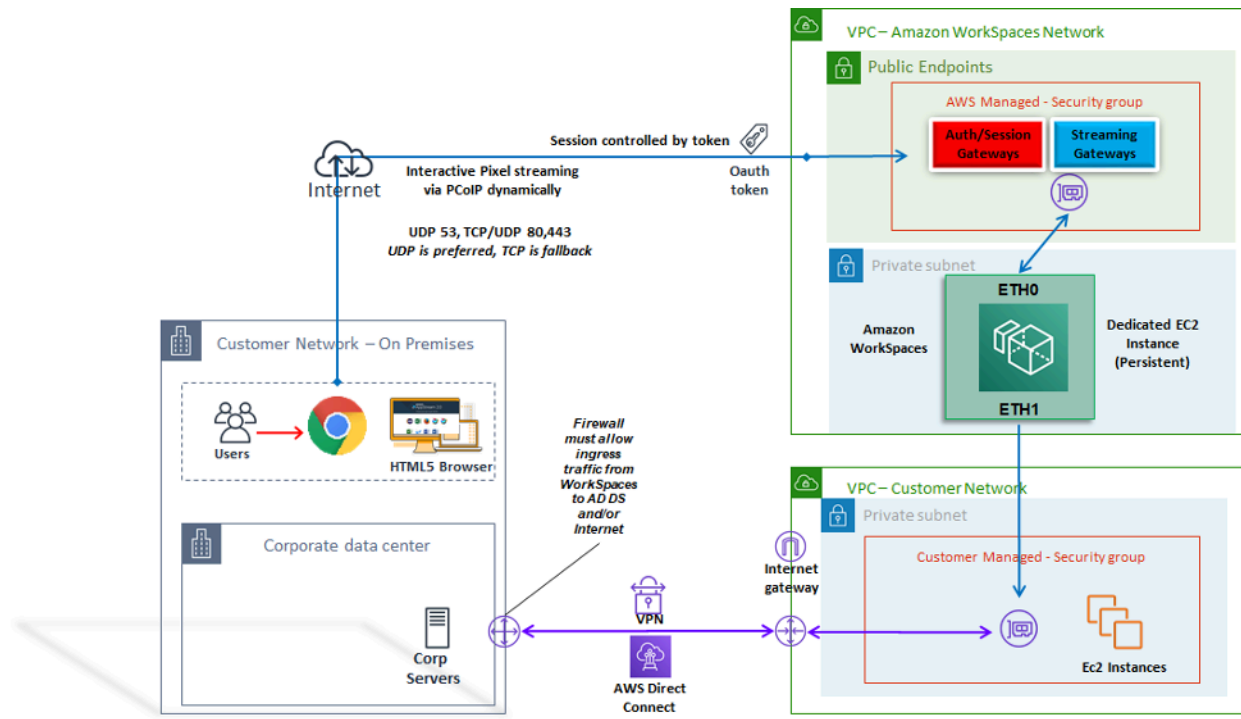 VPC – Amazon WorkSpaces Network
Public Endpoints
AWS Managed - Security group
Auth/Session
Gateways
Streaming
Gateways
Session controlled by token
Internet
Interactive Pixel streaming
via PCoIP dynamically
Oauth
token
UDP 53, TCP/UDP 80,443
UDP is preferred, TCP is fallback
Private subnet
ETH0
Amazon
WorkSpaces
Dedicated EC2
Instance
(Persistent)
ETH1
Customer Network – On Premises
Users
HTML5 Browser
Firewall
must allow
ingress
traffic from
WorkSpaces
to AD DS
and/or
Internet
VPC – Customer Network
Private subnet
Customer Managed - Security group
Internet
gateway
Ec2 Instances
Corporate data center
Corp
Servers
VPN
AWS Direct
Connect